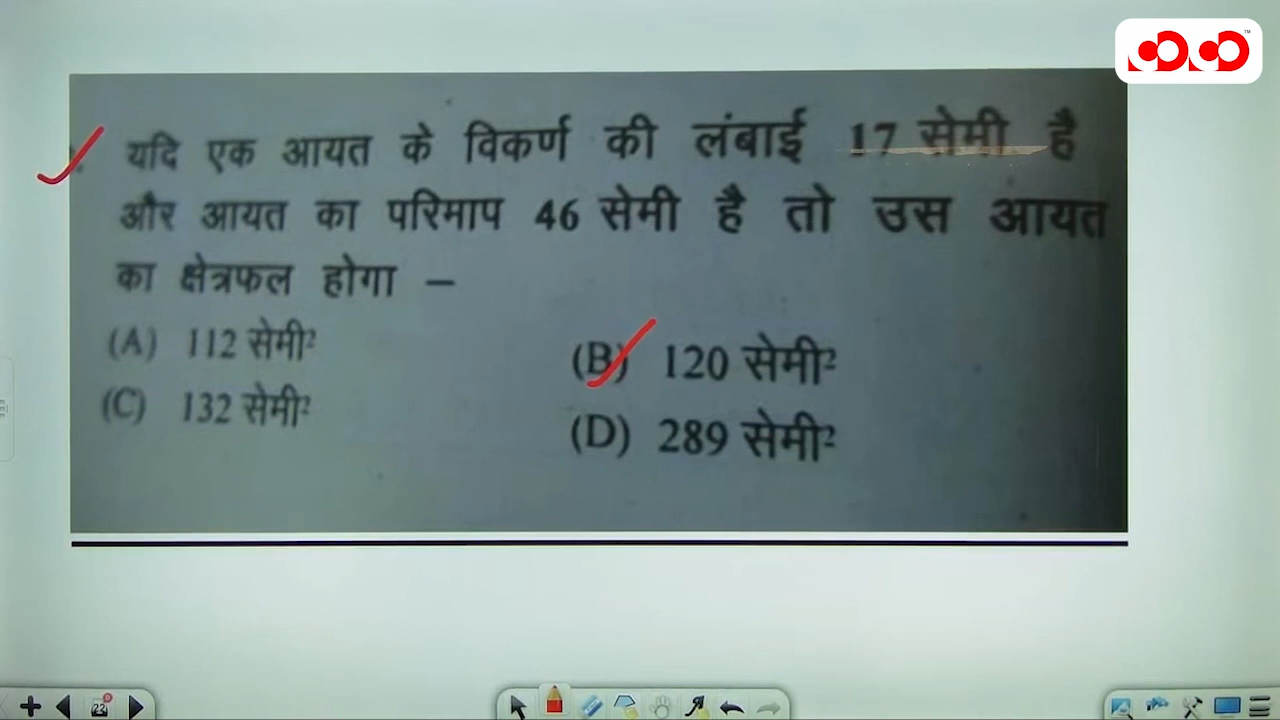 यदि एक आयत के विकर्ण की लंबाई 17 सेमी है
और आयत का परिमाप 46 सेमी है तो उस आयत
का क्षेत्रफल होगा –
(A) 112 सेमी²
(B) 120 सेमी²
(C) 132 सेमी²
(D) 289 सेमी²